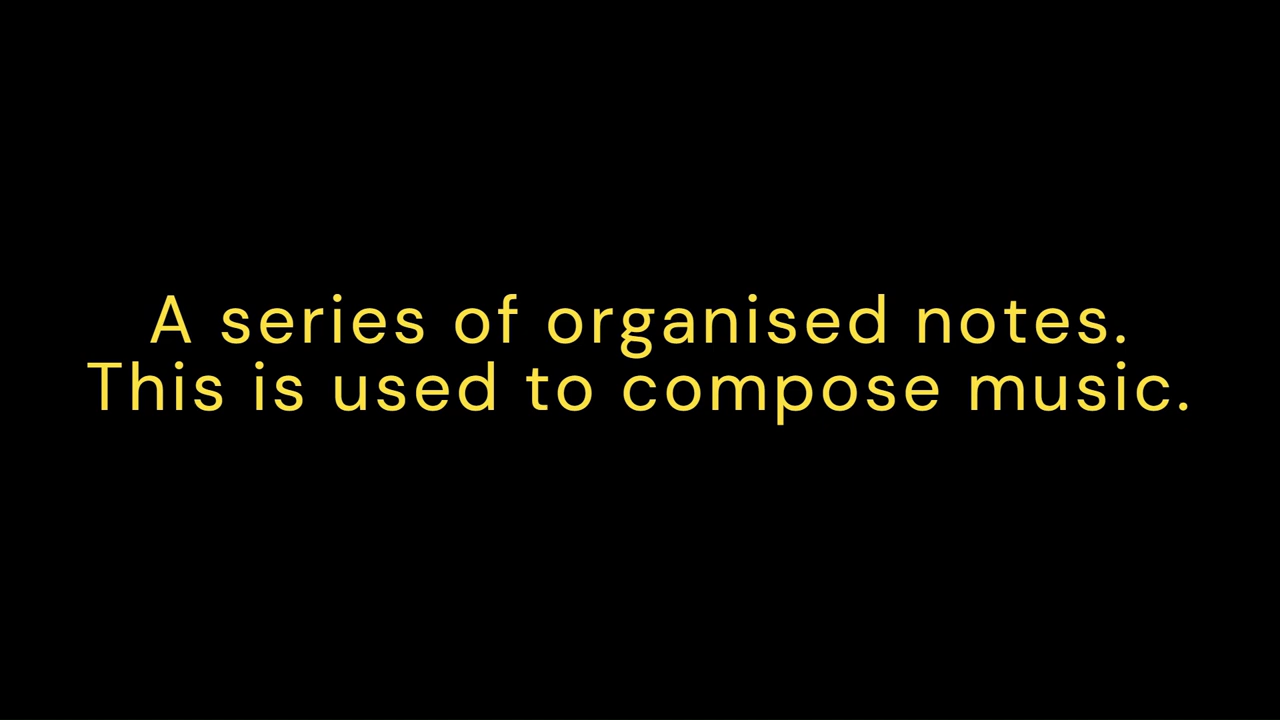 A series of organised notes.
This is used to compose music.